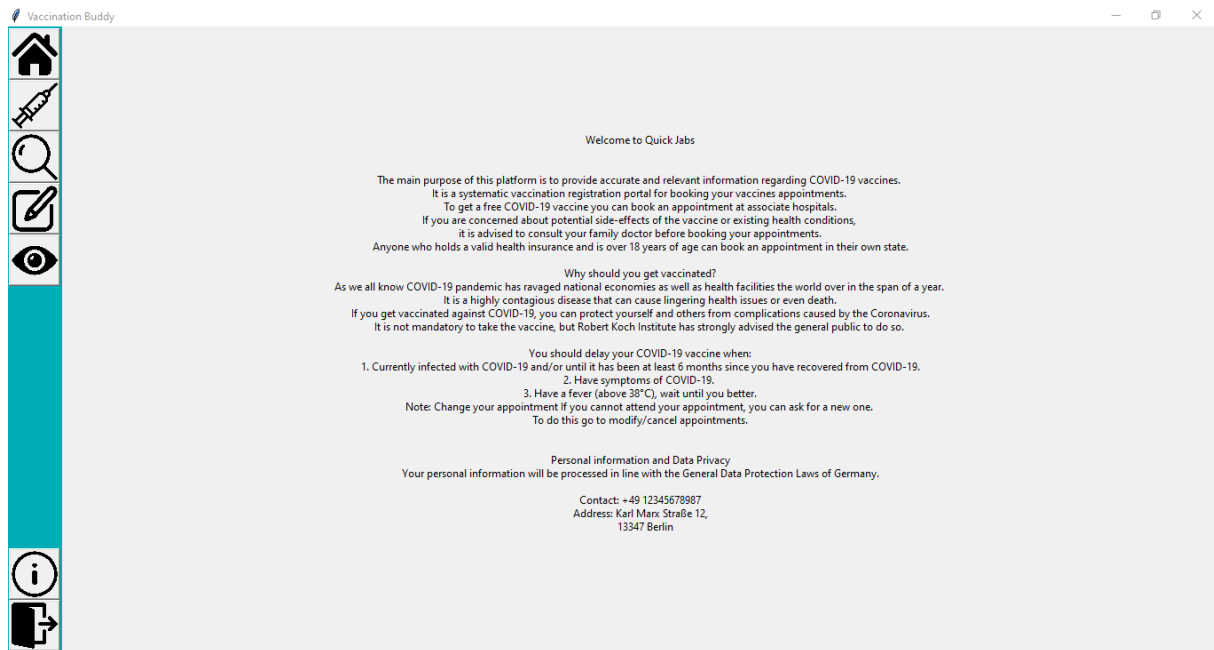 Vaccination Buddy
Welcome to Quick Jabs
The main purpose of this platform is to provide accurate and relevant information regarding COVID-19 vaccines.
It is a systematic vaccination registration portal for booking your vaccines appointments.
To get a free COVID-19 vaccine you can book an appointment at associate hospitals.
If you are concerned about potential side-effects of the vaccine or existing health conditions,
it is advised to consult your family doctor before booking your appointments.
Anyone who holds a valid health insurance and is over 18 years of age can book an appointment in their own state.
Why should you get vaccinated?
As we all know COVID-19 pandemic has ravaged national economies as well as health facilities the world over in the span of a year.
It is a highly contagious disease that can cause lingering health issues or even death.
If you get vaccinated against COVID-19, you can protect yourself and others from complications caused by the Coronavirus.
It is not mandatory to take the vaccine, but Robert Koch Institute has strongly advised the general public to do so.
You should delay your COVID-19 vaccine when:
1. Currently infected with COVID-19 and/or until it has been at least 6 months since you have recovered from COVID-19.
2. Have symptoms of COVID-19.
3. Have a fever (above 38°C), wait until you better.
Note: Change your appointment If you cannot attend your appointment, you can ask for a new one.
To do this go to modify/cancel appointments.
Personal information and Data Privacy
Your personal information will be processed in line with the General Data Protection Laws of Germany.
Contact: +49 12345678987
Address: Karl Marx Straße 12,
13347 Berlin